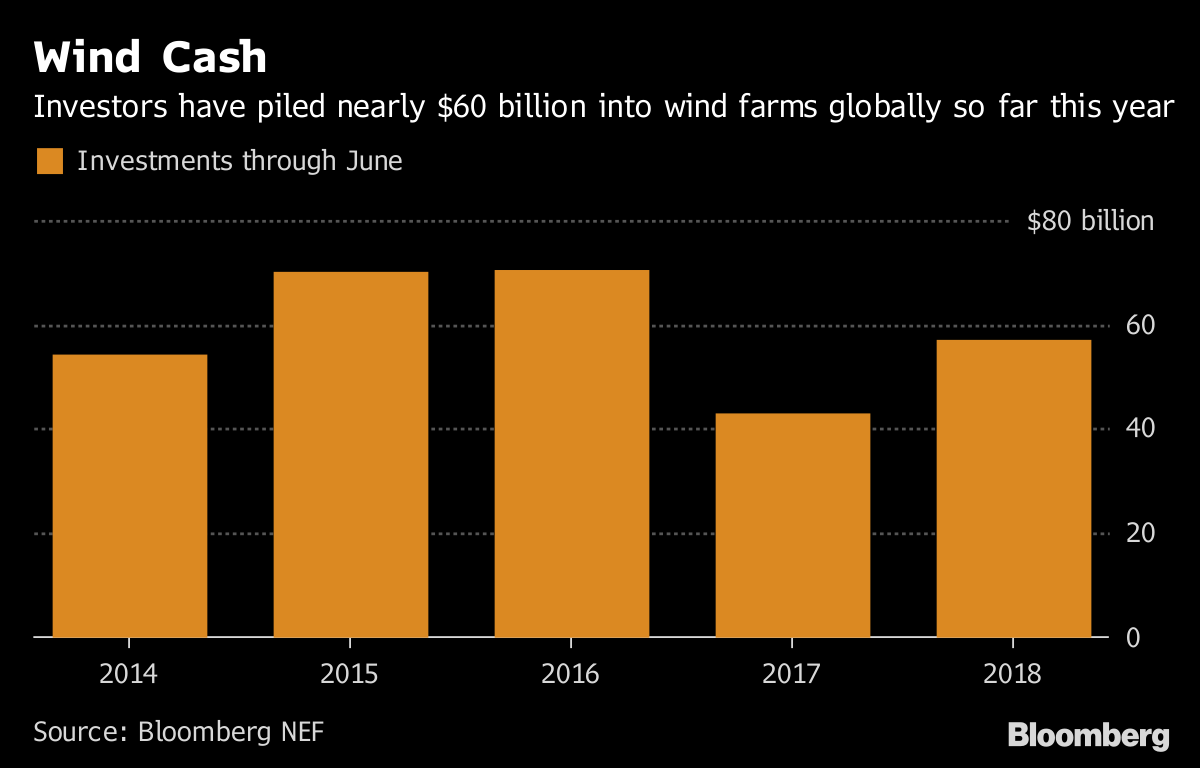 Wind Cash
Investors have piled nearly $60 billion into wind farms globally so far this year
Investments through June
$80 billion
60
40
20
0
2014 2015 2016 2017 2018
Source: Bloomberg NEF
Bloomberg